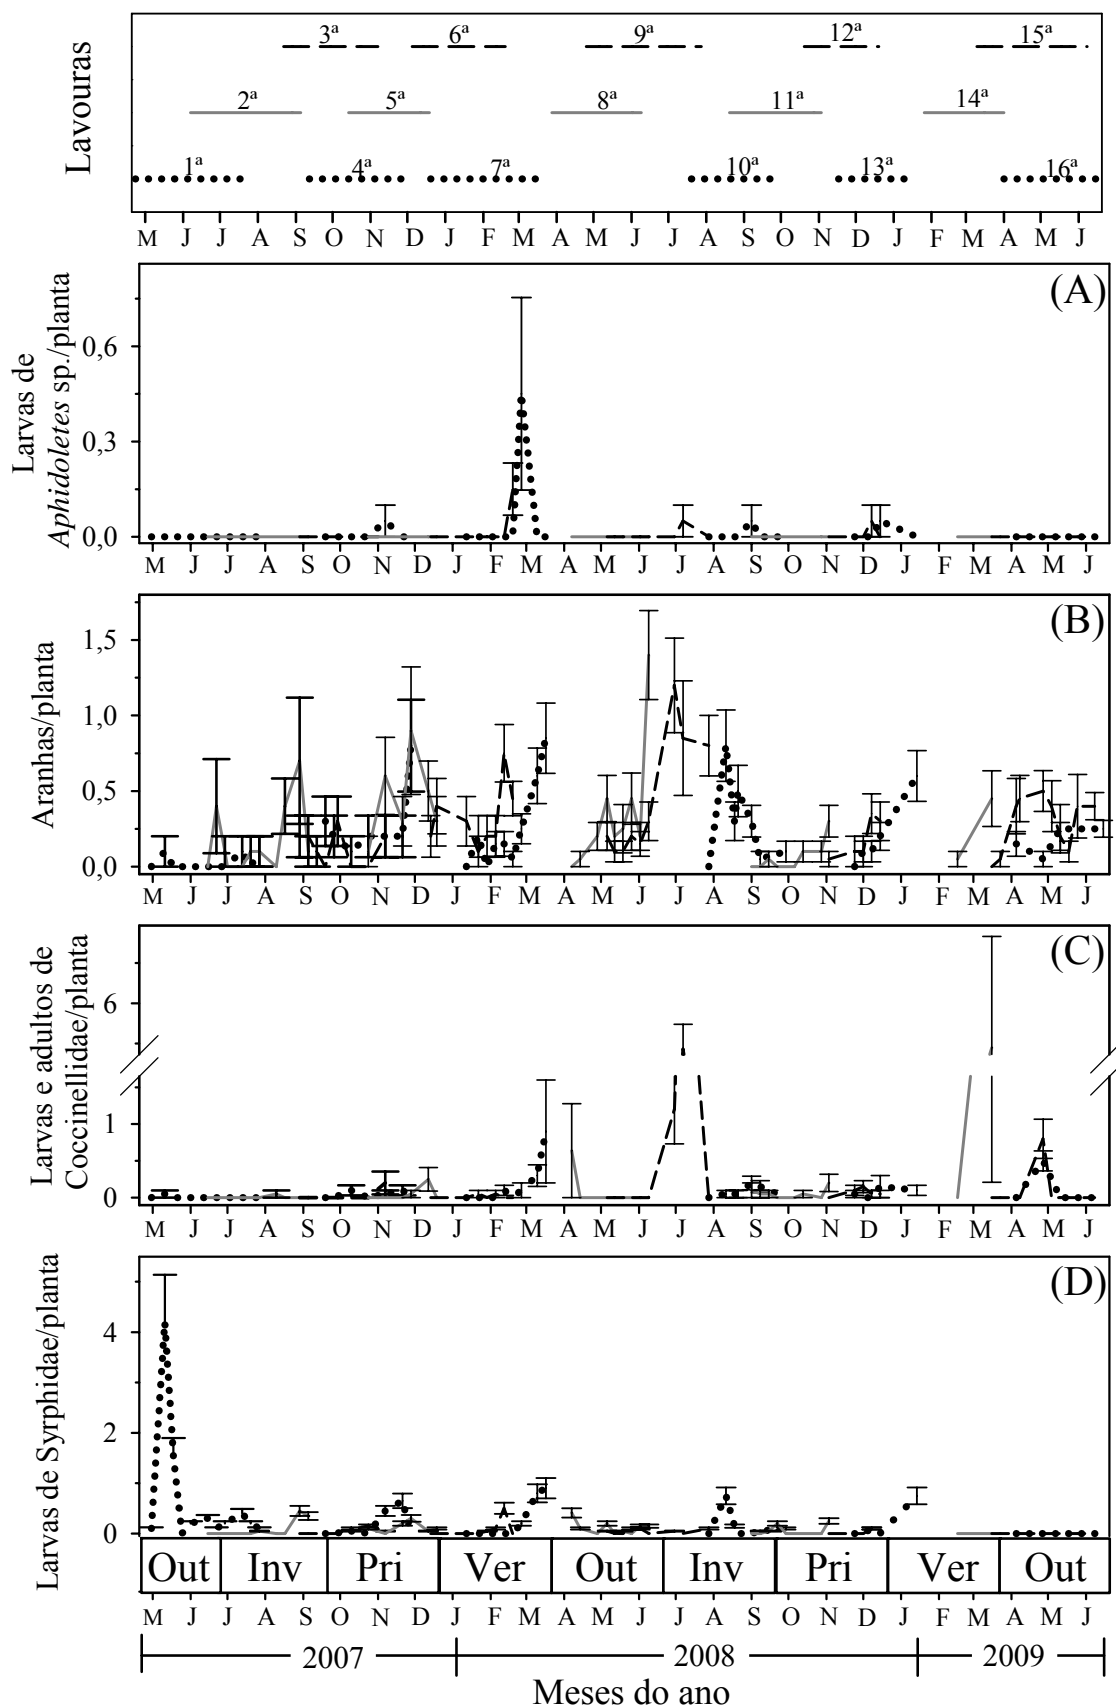 Lavouras
3ª 6ª 9ª 12ª 15ª
2ª 5ª 8ª 11ª 14ª
1ª 4ª 7ª 10ª 13ª 16ª
M J J A S O N D J F M A M J J A S O N D J F M A M J
(A)
Larvas de
Aphidoletes sp./planta
0,6
0,3
0,0
M J J A S O N D J F M A M J J A S O N D J F M A M J
(B)
Aranhas/planta
1,5
1,0
0,5
0,0
M J J A S O N D J F M A M J J A S O N D J F M A M J
(C)
Larvas e adultos de
Coccinellidae/planta
6
1
0
M J J A S O N D J F M A M J J A S O N D J F M A M J
(D)
Larvas de Syrphidae/planta
4
2
0
Out Inv Pri Ver Out Inv Pri Ver Out
M J J A S O N D J F M A M J J A S O N D J F M A M J
2007 2008 2009
Meses do ano